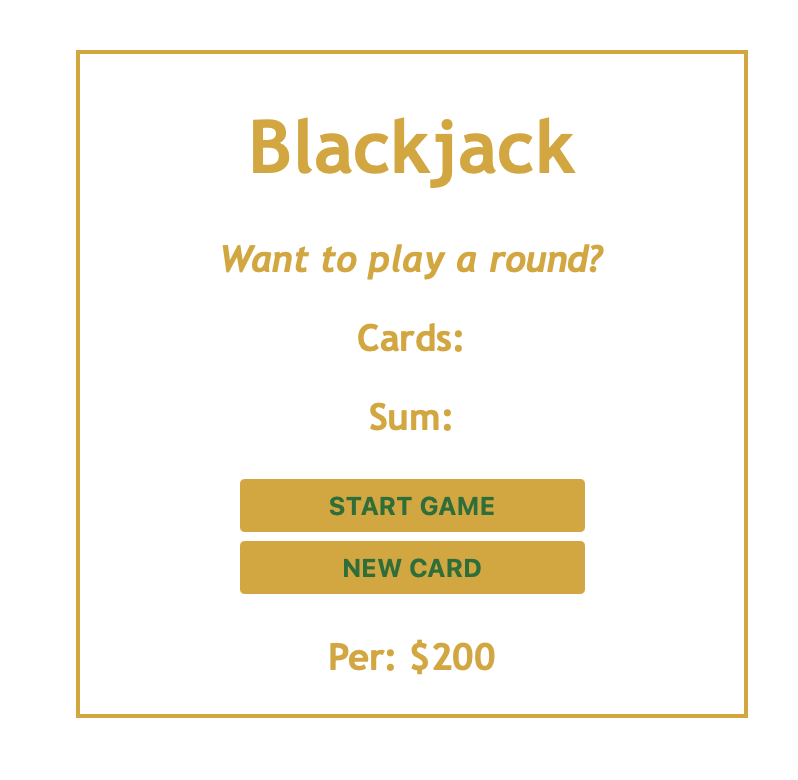 Blackjack
Want to play a round?
Cards:
Sum:
START GAME
NEW CARD
Per: $200